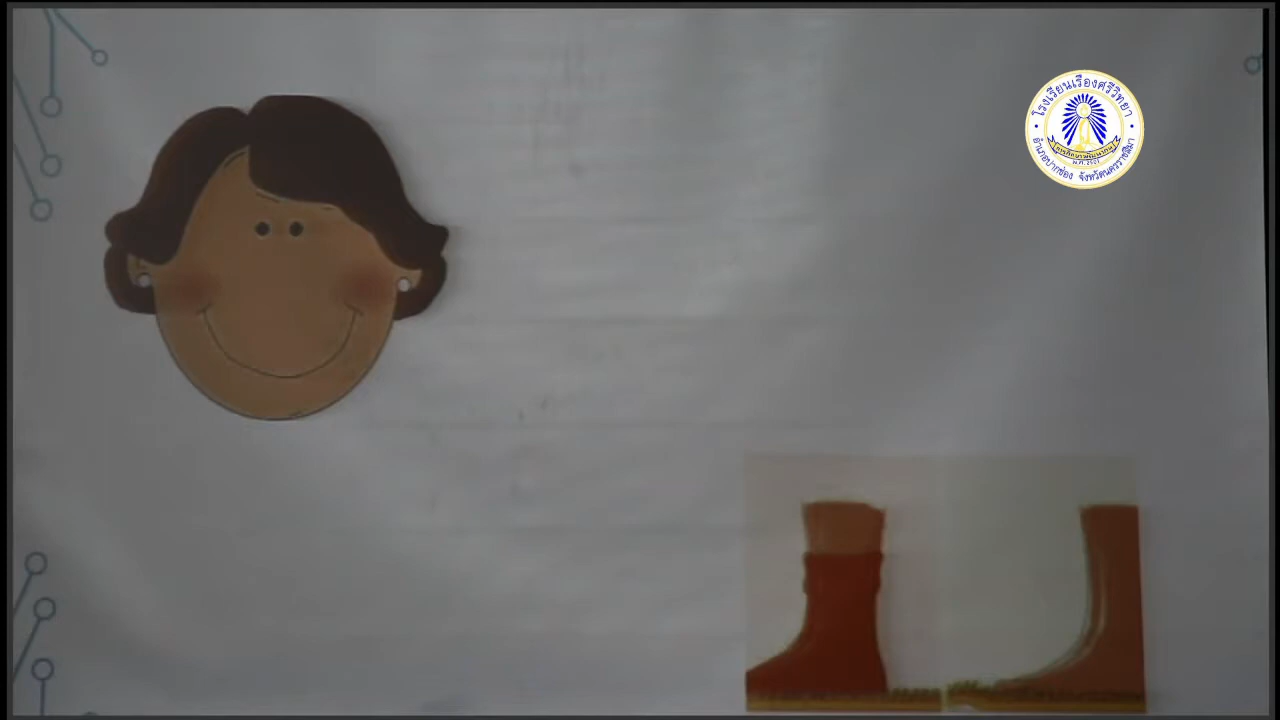 โรงเรียนเรืองศรีวิทยา
อำเภอปากช่อง จังหวัดนครราชสีมา